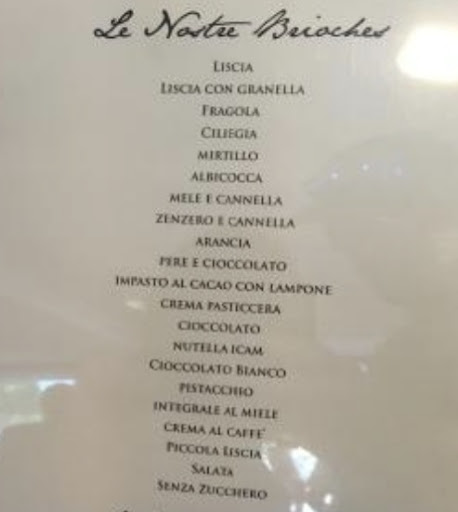 Le Nostre Brioches
LISCIA
LISCIA CON GRANELLA
FRAGOLA
CILIEGIA
MIRTILLO
ALBICOCCA
MELE E CANNELLA
ZENZERO E CANNELLA
ARANCIA
PERE E CIOCCOLATO
IMPASTO AL CACAO CON LAMPONE
CREMA PASTICCERA
CIOCCOLATO
NUTELLA ICAM
CIOCCOLATO BIANCO
PISTACCHIO
INTEGRALE AL MIELE
CREMA AL CAFFE'
PICCOLA LISCIA
SALATA
SENZA ZUCCHERO